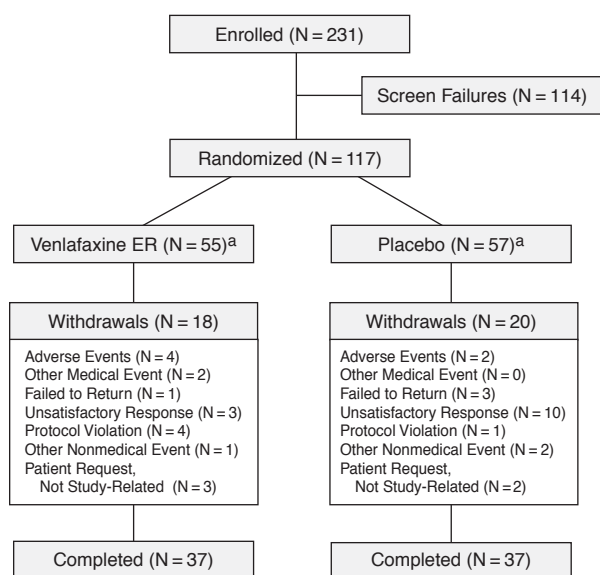 Enrolled (N = 231)
Screen Failures (N = 114)
Randomized (N = 117)
Venlafaxine ER (N = 55)a
Placebo (N = 57)a
Withdrawals (N = 18)
Adverse Events (N = 4)
Other Medical Event (N = 2)
Failed to Return (N = 1)
Unsatisfactory Response (N = 3)
Protocol Violation (N = 4)
Other Nonmedical Event (N = 1)
Patient Request,
Not Study-Related (N = 3)
Withdrawals (N = 20)
Adverse Events (N = 2)
Other Medical Event (N = 0)
Failed to Return (N = 3)
Unsatisfactory Response (N = 10)
Protocol Violation (N = 1)
Other Nonmedical Event (N = 2)
Patient Request,
Not Study-Related (N = 2)
Completed (N = 37)
Completed (N = 37)